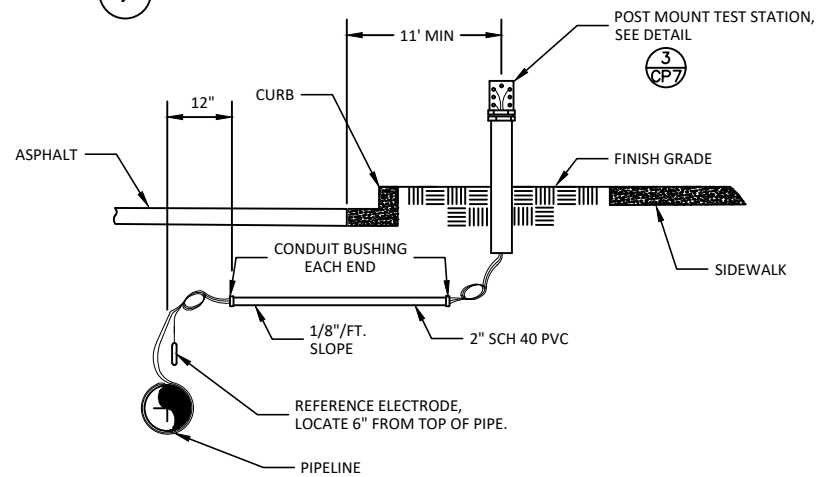 11' MIN
POST MOUNT TEST STATION,
SEE DETAIL
3
CP7
12"
CURB
ASPHALT
FINISH GRADE
CONDUIT BUSHING
EACH END
SIDEWALK
1/8"/FT.
SLOPE
2" SCH 40 PVC
REFERENCE ELECTRODE,
LOCATE 6" FROM TOP OF PIPE.
PIPELINE